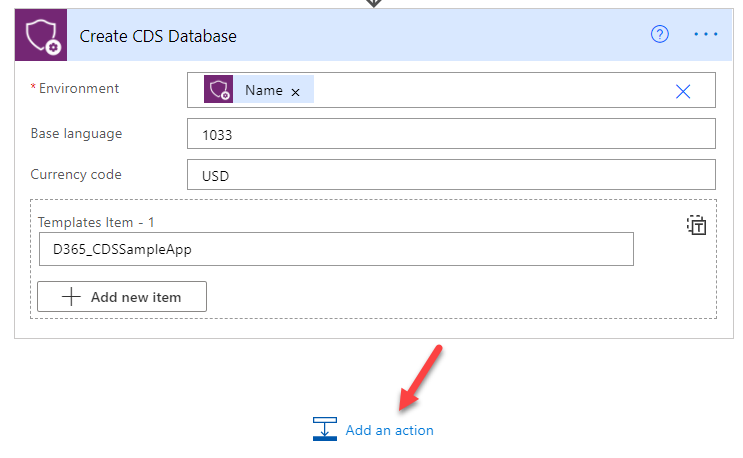 Create CDS Database
* Environment
Name ×
Base language
1033
Currency code
USD
Templates Item - 1
D365_CDSSampleApp
Add new item
Add an action